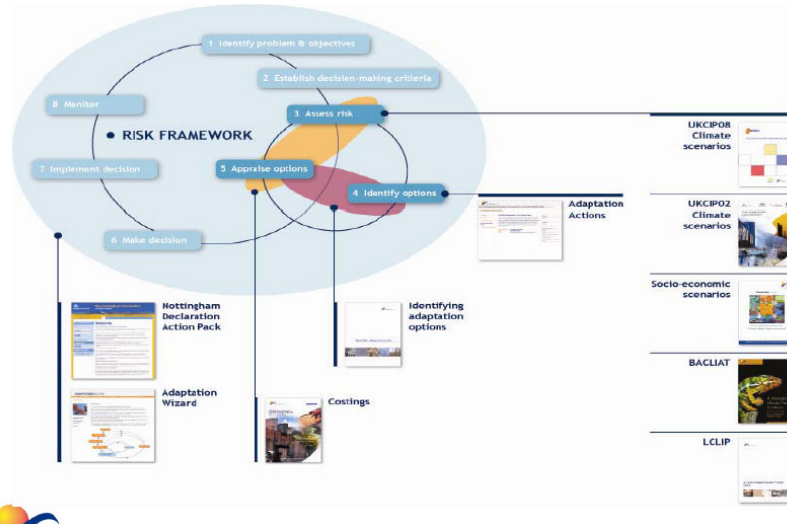 1 Identify problem & objectives
2 Establish decision-making criteria
3 Assess risk
8 Monitor
RISK FRAMEWORK
7 Implement decision
5 Appraise options
4 Identify options
6 Make decision
UKCIP08
Climate
scenarios
Adaptation
Actions
UKCIP02
Climate
scenarios
Socio-economic
scenarios
Nottingham
Declaration
Action Pack
Identifying
adaptation
options
BACLIAT
Adaptation
Wizard
Costings
LCLIP